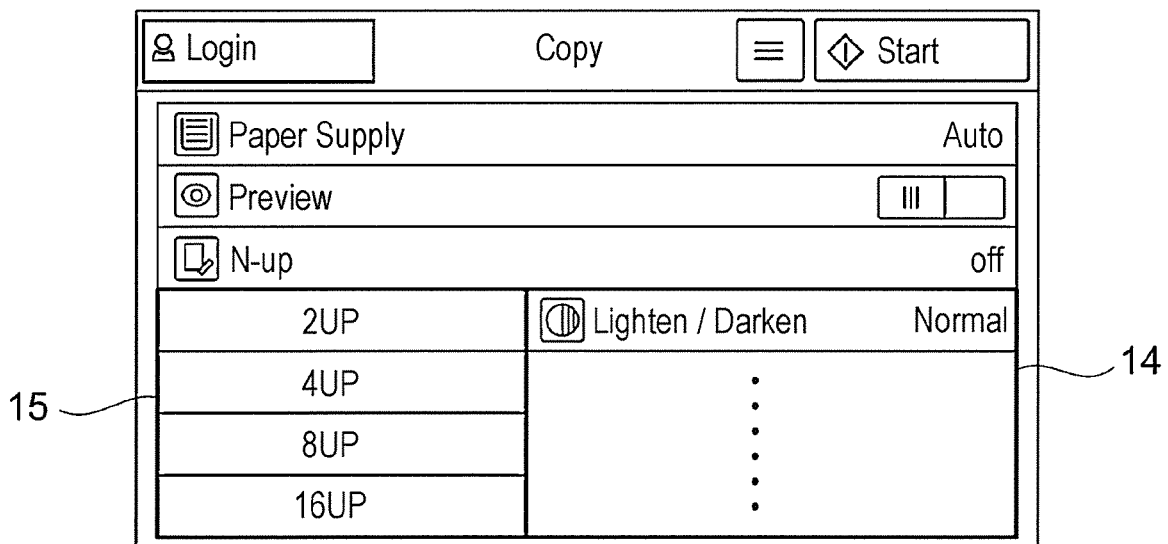 Login Copy Start
Paper Supply Auto
Preview
N-up off
2UP Lighten / Darken Normal
4UP 14
15
8UP
16UP